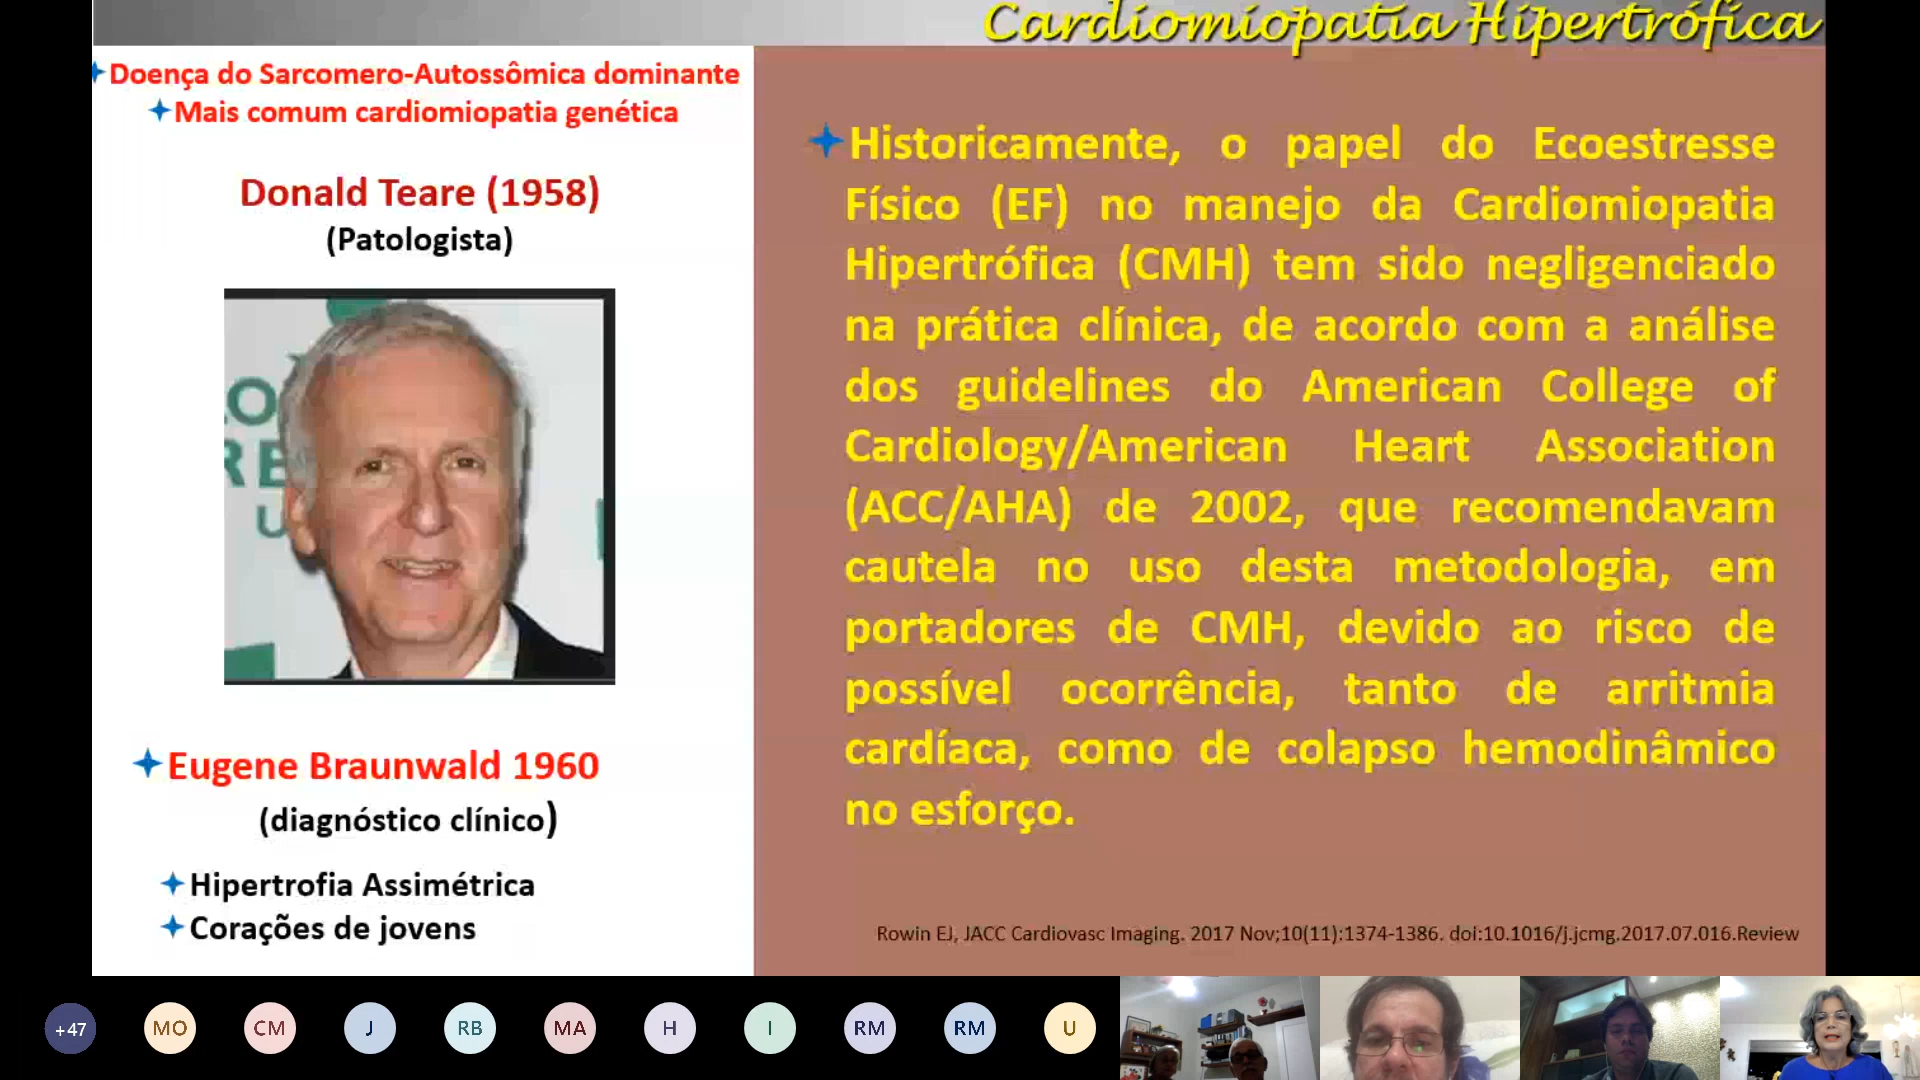 Cardiomiopatia Hipertrófica
Doença do Sarcomero-Autossômica dominante
Mais comum cardiomiopatia genética
Donald Teare (1958)
(Patologista)
LO
RE
U
Eugene Braunwald 1960
(diagnóstico clínico)
Hipertrofia Assimétrica
Corações de jovens
Historicamente, o papel do Ecoestresse
Físico (EF) no manejo da Cardiomiopatia
Hipertrófica (CMH) tem sido negligenciado
na prática clínica, de acordo com a análise
dos guidelines do American College of
Cardiology/American Heart Association
(ACC/AHA) de 2002, que recomendavam
cautela no uso desta metodologia, em
portadores de CMH, devido ao risco de
possível ocorrência, tanto de arritmia
cardíaca, como de colapso hemodinâmico
no esforço.
Rowin EJ, JACC Cardiovasc Imaging. 2017 Nov;10(11):1374-1386. doi:10.1016/j.jcmg.2017.07.016.Review
+47 MO CM J RB MA H I RM RM U